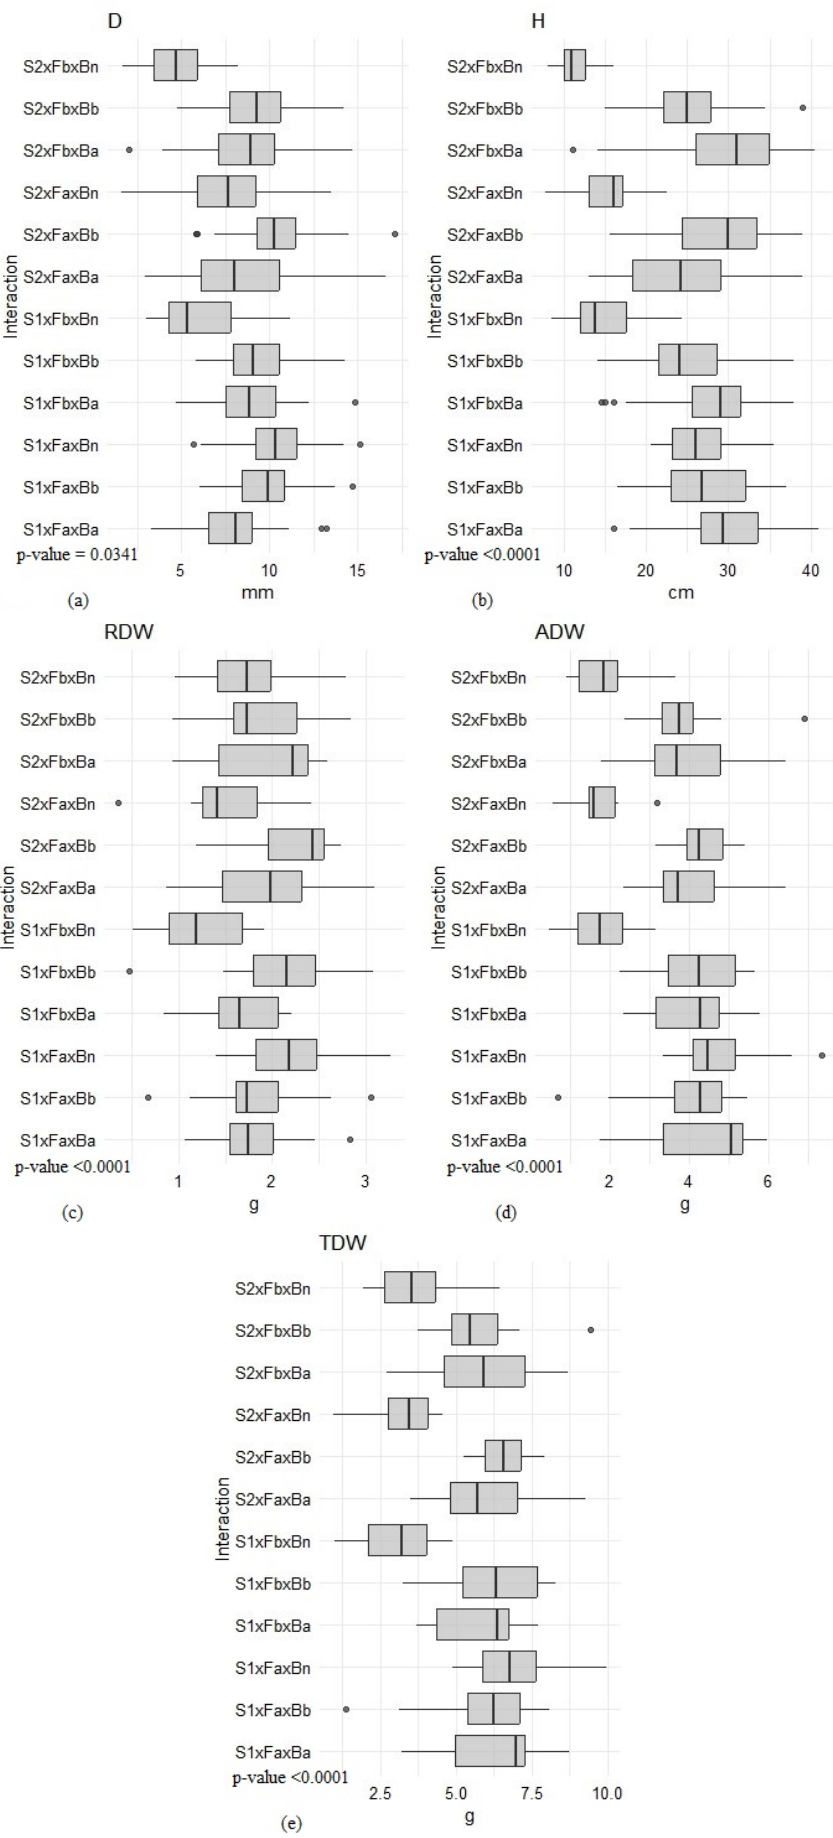 D
S2xFbxBn
S2xFbxBb
S2xFbxBa
S2xFaxBn
S2xFaxBb
S2xFaxBa
S1xFbxBn
S1xFbxBb
S1xFbxBa
S1xFaxBn
S1xFaxBb
S1xFaxBa
Interaction
p-value = 0.0341
5 10 15
mm
(a)
H
S2xFbxBn
S2xFbxBb
S2xFbxBa
S2xFaxBn
S2xFaxBb
S2xFaxBa
S1xFbxBn
S1xFbxBb
S1xFbxBa
S1xFaxBn
S1xFaxBb
S1xFaxBa
Interaction
p-value <0.0001
10 20 30 40
cm
(b)
RDW
S2xFbxBn
S2xFbxBb
S2xFbxBa
S2xFaxBn
S2xFaxBb
S2xFaxBa
S1xFbxBn
S1xFbxBb
S1xFbxBa
S1xFaxBn
S1xFaxBb
S1xFaxBa
Interaction
p-value <0.0001
1 2 3
g
(c)
ADW
S2xFbxBn
S2xFbxBb
S2xFbxBa
S2xFaxBn
S2xFaxBb
S2xFaxBa
S1xFbxBn
S1xFbxBb
S1xFbxBa
S1xFaxBn
S1xFaxBb
S1xFaxBa
Interaction
p-value <0.0001
2 4 6
g
(d)
TDW
S2xFbxBn
S2xFbxBb
S2xFbxBa
S2xFaxBn
S2xFaxBb
S2xFaxBa
S1xFbxBn
S1xFbxBb
S1xFbxBa
S1xFaxBn
S1xFaxBb
S1xFaxBa
Interaction
p-value <0.0001
2.5 5.0 7.5 10.0
g
(e)